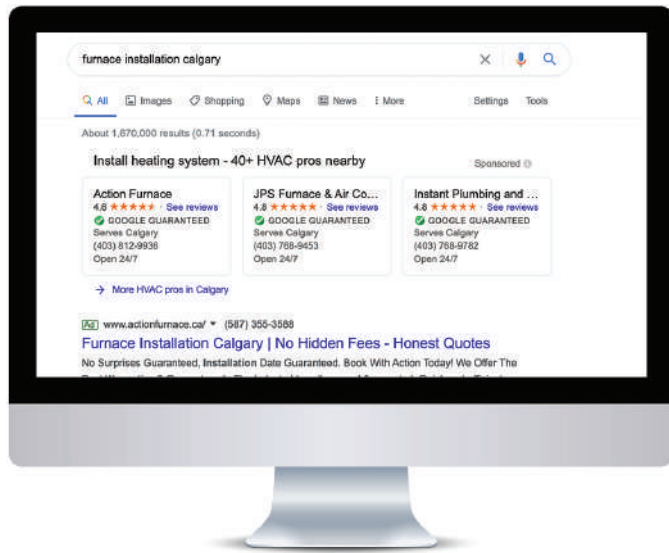 furnace installation calgary
All Images Shopping Maps News More Settings Tools
About 1,670,000 results (0.71 seconds)
Install heating system - 40+ HVAC pros nearby Sponsored
Action Furnace
4.8 · See reviews
GOOGLE GUARANTEED
Serves Calgary
(403) 812-9936
Open 24/7
JPS Furnace & Air Co...
4.8 · See reviews
GOOGLE GUARANTEED
Serves Calgary
(403) 768-9453
Open 24/7
Instant Plumbing and ...
4.8 · See reviews
GOOGLE GUARANTEED
Serves Calgary
(403) 768-9782
Open 24/7
→ More HVAC pros in Calgary
Ad www.actionfurnace.ca/ (587) 355-3588
Furnace Installation Calgary | No Hidden Fees - Honest Quotes
No Surprises Guaranteed, Installation Date Guaranteed. Book With Action Today! We Offer The